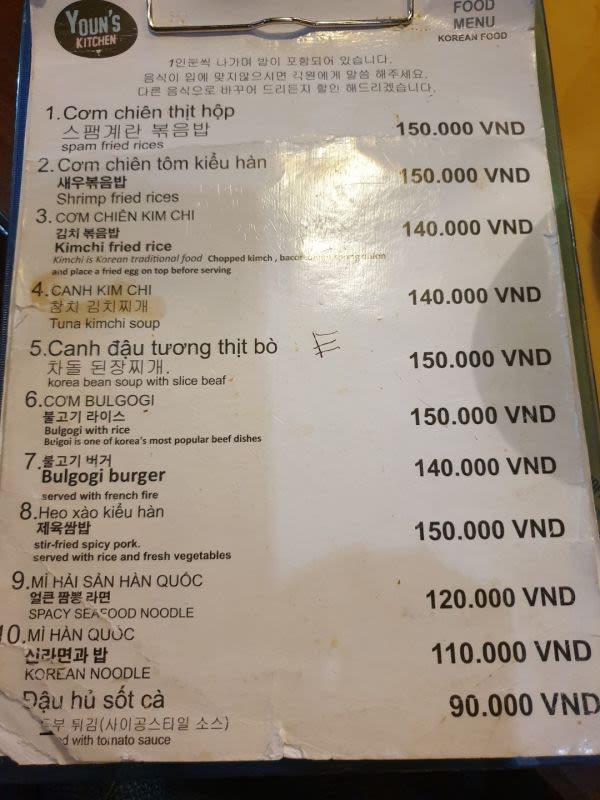 YOUN'S
KITCHEN
FOOD
MENU
KOREAN FOOD
1인분씩 나가며 밥이 포함되어 있습니다.
음식이 입에 맞지않으시면 직원에게 말씀 해주세요.
다른 음식으로 바꾸어 드리든지 할인 해드리겠습니다.
1.Cơm chiên thịt hộp
스팸계란 볶음밥
150.000 VND
spam fried rices
2.Cơm chiên tôm kiểu hàn
새우볶음밥
150.000 VND
Shrimp fried rices
3. CƠM CHIÊN KIM CHI
김치 볶음밥
140.000 VND
Kimchi fried rice
Kimchi is Korean traditional food Chopped kimch , onion
and place a fried egg on top before serving
4.CANH KIM CHI
참치 김치찌개
140.000 VND
Tuna kimchi soup
5.Canh đậu tương thịt bò E
차돌 된장찌개.
150.000 VND
korea bean soup with slice beaf
6.CƠM BULGOGI
불고기 라이스
150.000 VND
Bulgogi with rice
Bulgoi is one of korea's most popular beef dishes
7.불고기 버거
Bulgogi burger
140.000 VND
served with french fire
8.Heo xào kiểu hàn
제육쌈밥
150.000 VND
stir-fried spicy pork.
served with rice and fresh vegetables
9.MÌ HẢI SẢN HÀN QUỐC
얼큰 짬뽕 라면
120.000 VND
SPACY SEAFOOD NOODLE
10.MÌ HÀN QUỐC
신라면과 밥
110.000 VND
KOREAN NOODLE
Đậu hủ sốt cà
90.000 VND
두부 튀김(사이공스타일 소스)
with tomato sauce